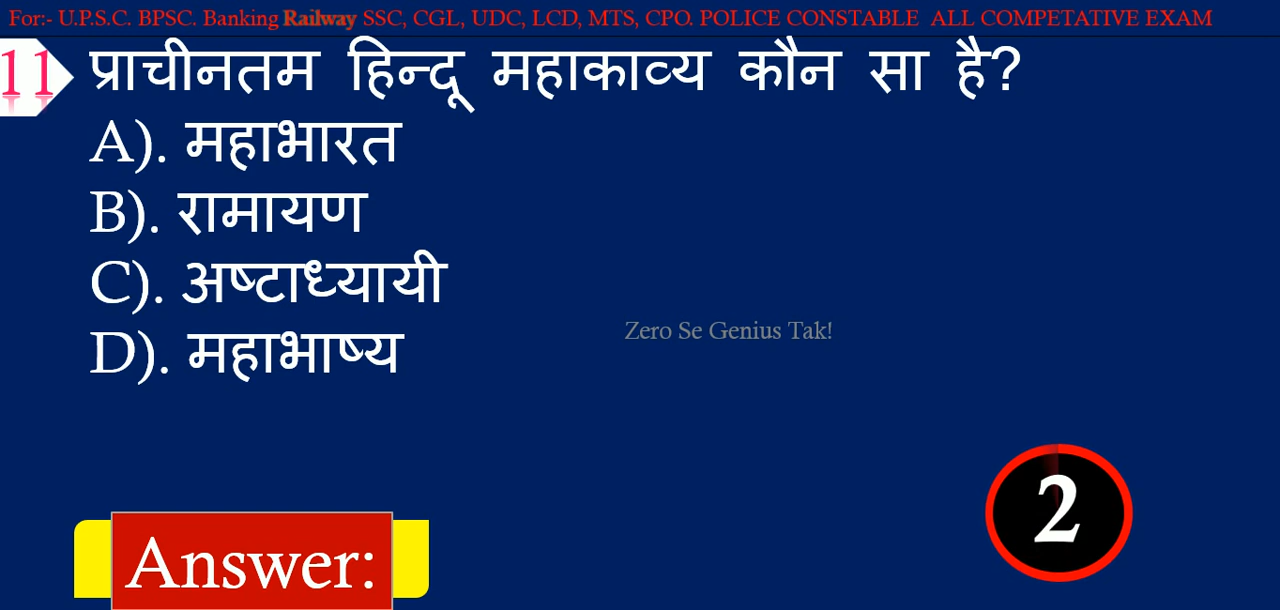 For:- U.P.S.C. BPSC. Banking Railway SSC, CGL, UDC, LCD, MTS, CPO. POLICE CONSTABLE ALL COMPETATIVE EXAM
11 प्राचीनतम हिन्दू महाकाव्य कौन सा है?
A). महाभारत
B). रामायण
C). अष्टाध्यायी
D). महाभाष्य
Zero Se Genius Tak!
2
Answer: